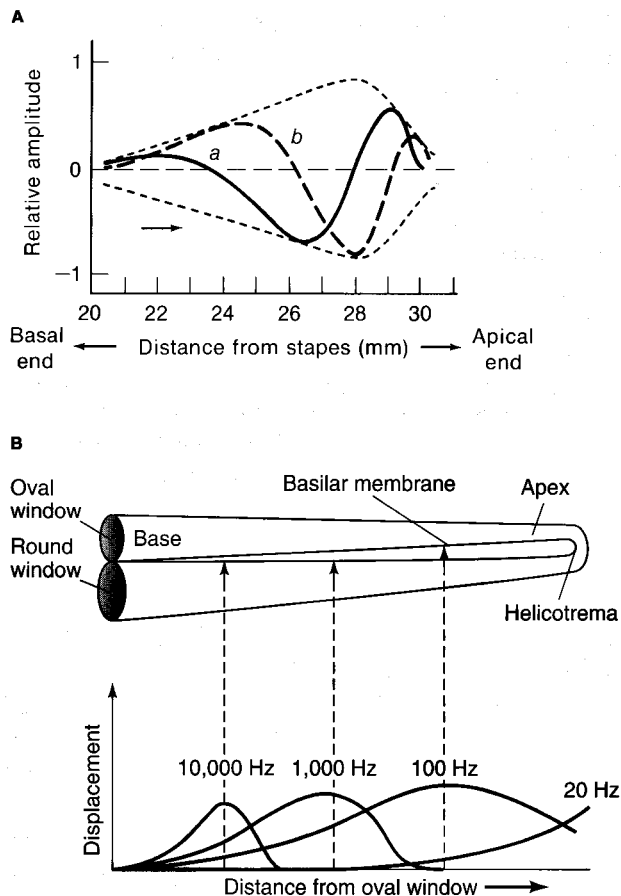 A
Relative amplitude
1
0
−1
a
b
20 22 24 26 28 30
Basal end
Distance from stapes (mm)
Apical end
B
Oval window
Round window
Base
Basilar membrane
Apex
Helicotrema
Displacement
10,000 Hz
1,000 Hz
100 Hz
20 Hz
Distance from oval window